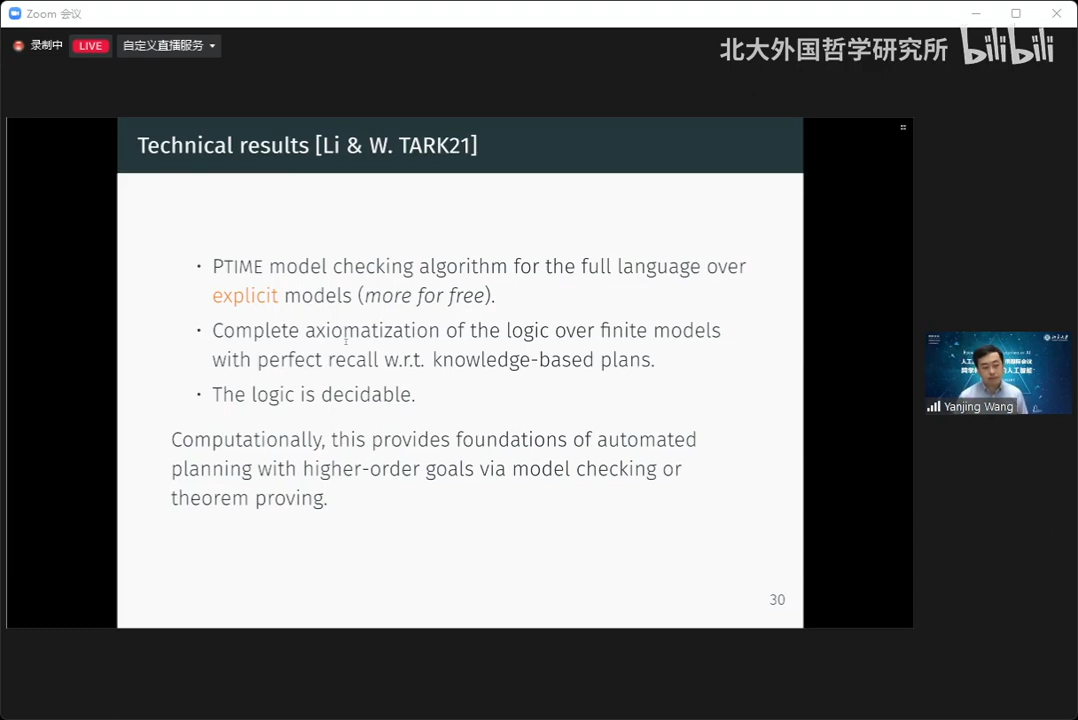 Zoom 会议
录制中 LIVE 自定义直播服务
北大外国哲学研究所 bilibili
Technical results [Li & W. TARK21]
• PTIME model checking algorithm for the full language over
explicit models (more for free).
• Complete axiomatization of the logic over finite models
with perfect recall w.r.t. knowledge-based plans.
• The logic is decidable.
Computationally, this provides foundations of automated
planning with higher-order goals via model checking or
theorem proving.
30
Yanjing Wang